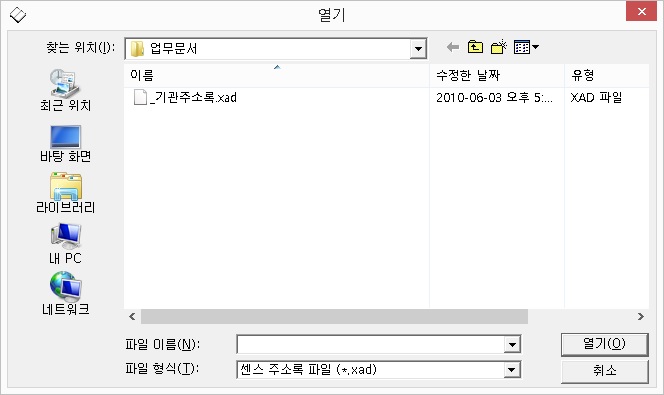 열기
찾는 위치(I):
업무문서
최근 위치
바탕 화면
라이브러리
내 PC
네트워크
이름 수정한 날짜 유형
_기관주소록.xad 2010-06-03 오후 5:... XAD 파일
파일 이름(N):
열기(O)
파일 형식(T): 센스 주소록 파일 (*.xad)
취소